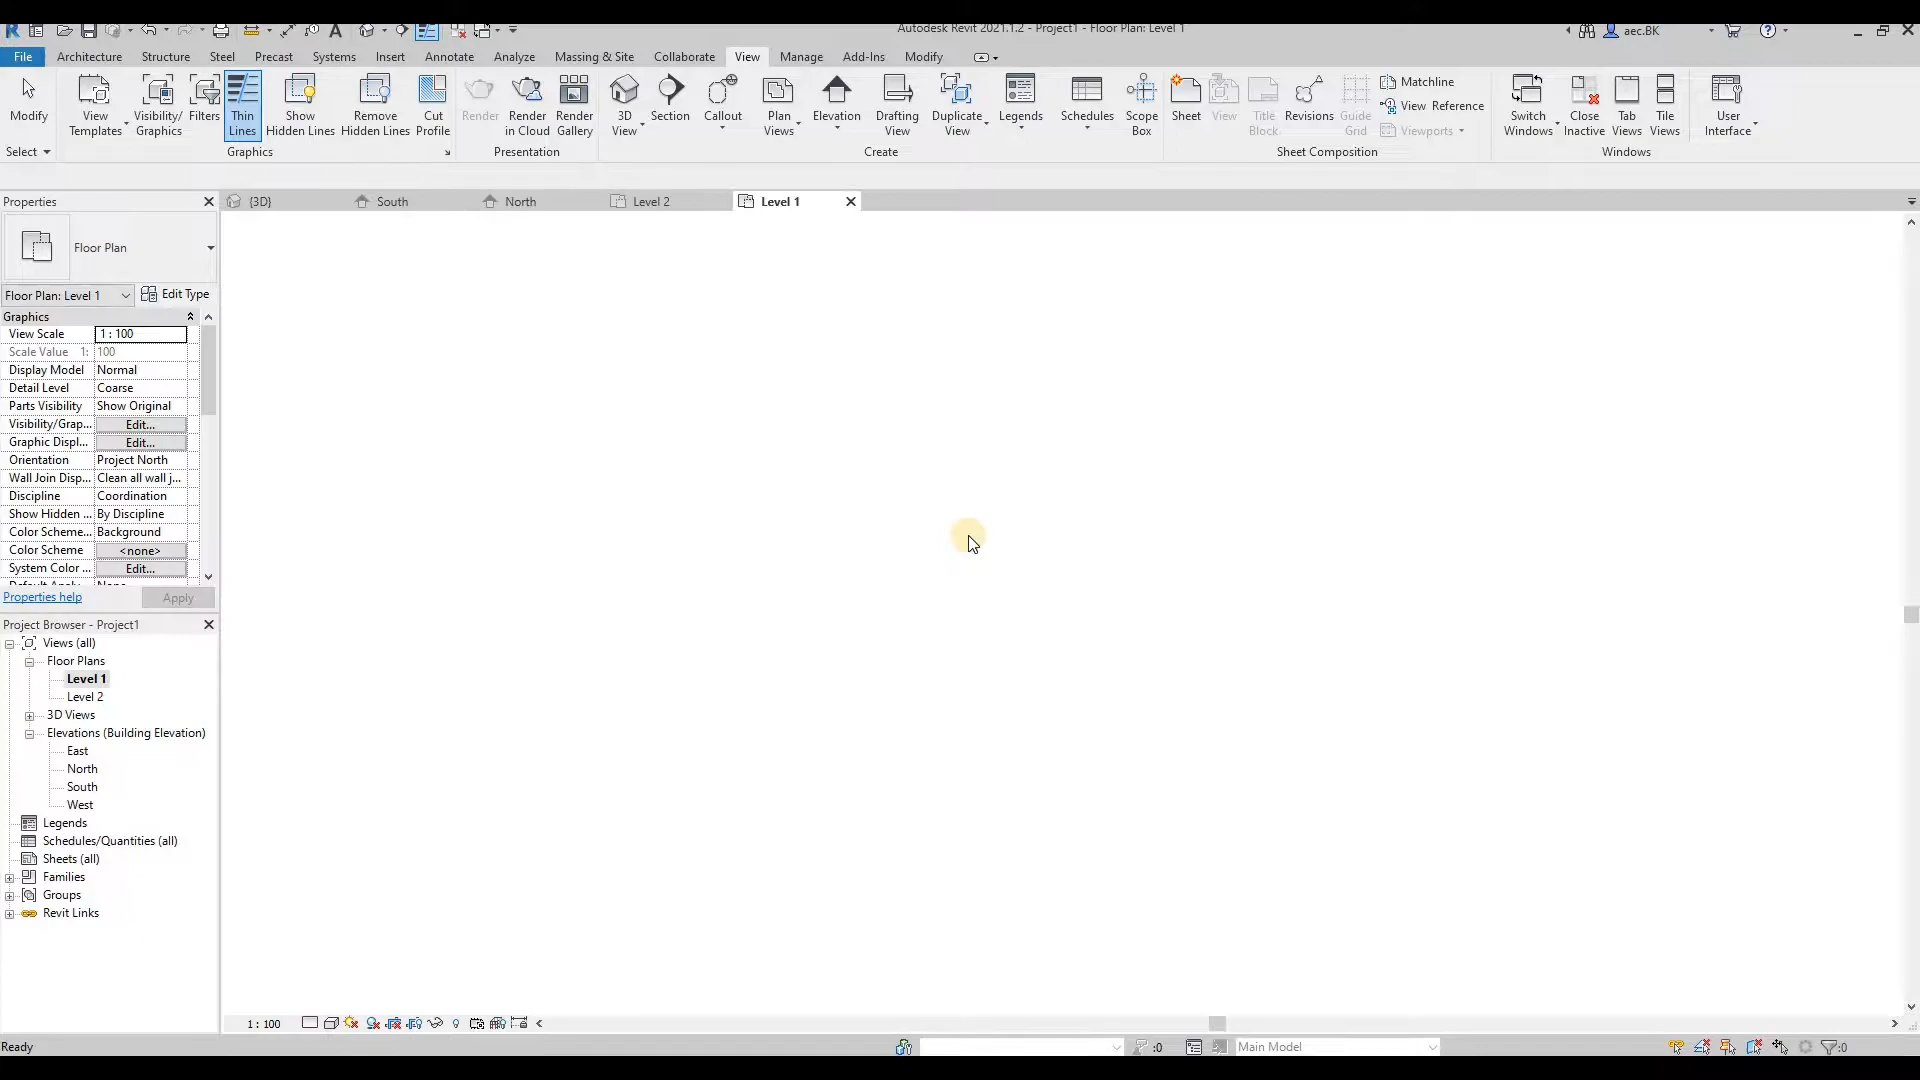 Autodesk Revit 2021.1.2 - Project1 - Floor Plan: Level 1
aec.BK
File Architecture Structure Steel Precast Systems Insert Annotate Analyze Massing & Site Collaborate View Manage Add-Ins Modify
Modify
View Templates
Visibility/ Graphics
Filters
Thin Lines
Show Hidden Lines
Remove Hidden Lines
Cut Profile
Render
Render in Cloud
Render Gallery
3D View
Section
Callout
Plan Views
Elevation
Drafting View
Duplicate View
Legends
Schedules
Scope Box
Sheet
View
Title Block
Revisions
Guide Grid
Matchline
View Reference
Viewports
Switch Windows
Close Inactive
Tab Views
Tile Views
User Interface
Select Graphics Presentation Create Sheet Composition Windows
Properties
{3D} South North Level 2 Level 1
Floor Plan
Floor Plan: Level 1 Edit Type
Graphics
View Scale 1 : 100
Scale Value 1: 100
Display Model Normal
Detail Level Coarse
Parts Visibility Show Original
Visibility/Grap... Edit...
Graphic Displ... Edit...
Orientation Project North
Wall Join Disp... Clean all wall j...
Discipline Coordination
Show Hidden ... By Discipline
Color Scheme... Background
Color Scheme <none>
System Color ... Edit...
Properties help Apply
Project Browser - Project1
Views (all)
Floor Plans
Level 1
Level 2
3D Views
Elevations (Building Elevation)
East
North
South
West
Legends
Schedules/Quantities (all)
Sheets (all)
Families
Groups
Revit Links
1 : 100
Ready :0 Main Model :0